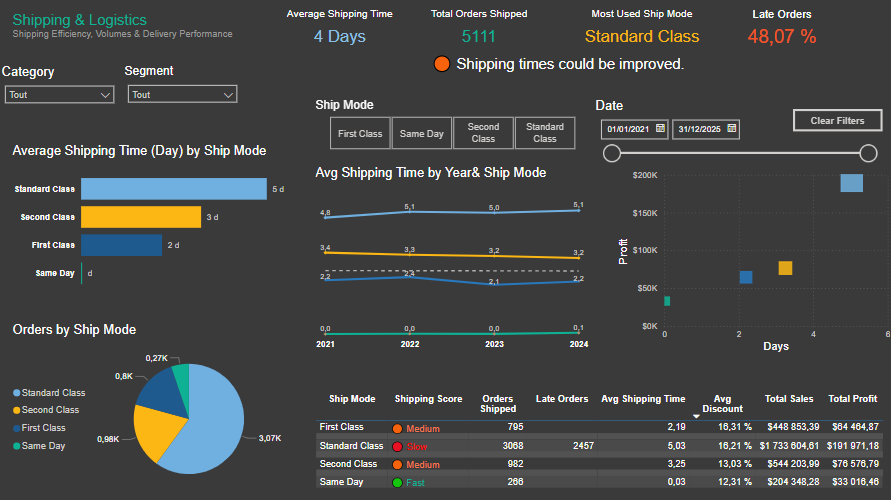 Shipping & Logistics
Shipping Efficiency, Volumes & Delivery Performance
Average Shipping Time
4 Days
Total Orders Shipped
5111
Most Used Ship Mode
Standard Class
Late Orders
48,07 %
Shipping times could be improved.
Category
Tout
Segment
Tout
Ship Mode
First Class
Same Day
Second
Class
Standard
Class
Date
01/01/2021
31/12/2025
Clear Filters
Average Shipping Time (Day) by Ship Mode
Standard Class 5 d
Second Class 3 d
First Class 2 d
Same Day d
Avg Shipping Time by Year& Ship Mode
4,8 5,1 5,0 5,1
3,4 3,3 3,2 3,2
2,2 2,4 2,1 2,2
0,0 0,0 0,0 0,1
2021 2022 2023 2024
Profit
$200K
$150K
$100K
$50K
$0K
0 2 4 6
Days
Orders by Ship Mode
Standard Class
Second Class
First Class
Same Day
0,27K
0,8K
0,98K
3,07K
Ship Mode Shipping Score Orders Shipped Late Orders Avg Shipping Time Avg Discount Total Sales Total Profit
First Class Medium 795 2,19 16,31 % $448 853,39 $64 464,87
Standard Class Slow 3068 2457 5,03 16,21 % $1 733 604,61 $191 971,18
Second Class Medium 982 3,25 13,03 % $544 203,99 $76 576,79
Same Day Fast 266 0,03 12,31 % $204 348,28 $33 016,46